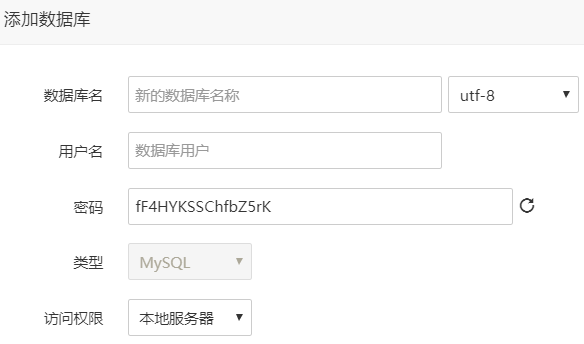 添加数据库
数据库名 新的数据库名称 utf-8
用户名 数据库用户
密码 fF4HYKSSChfbZ5rK
类型 MySQL
访问权限 本地服务器